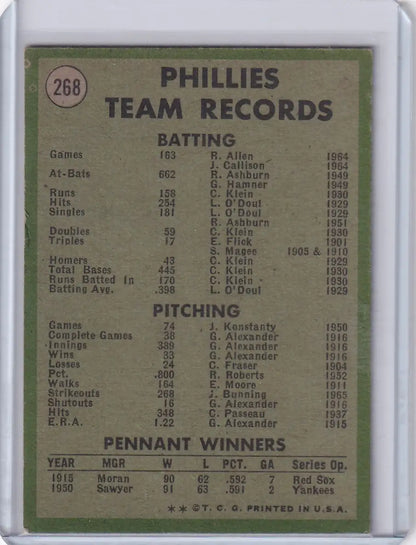 268
PHILLIES
TEAM RECORDS
BATTING
Games 163 R. Allen 1964
J. Callison 1964
At-Bats 662 R. Ashburn 1949
G. Hamner 1949
Runs 158 C. Klein 1930
Hits 254 L. O'Doul 1929
Singles 181 L. O'Doul 1929
R. Ashburn 1951
Doubles 59 C. Klein 1930
Triples 17 E. Flick 1901
S. Magee 1905 & 1910
Homers 43 C. Klein 1929
Total Bases 445 C. Klein 1930
Runs Batted In 170 C. Klein 1930
Batting Avg. .398 L. O'Doul 1929
PITCHING
Games 74 J. Konstanty 1950
Complete Games 38 G. Alexander 1916
Innings 389 G. Alexander 1916
Wins 33 G. Alexander 1916
Losses 24 C. Fraser 1904
Pct. .800 R. Roberts 1952
Walks 164 E. Moore 1911
Strikeouts 268 J. Bunning 1965
Shutouts 16 G. Alexander 1916
Hits 348 C. Passeau 1937
E.R.A. 1.22 G. Alexander 1915
PENNANT WINNERS
YEAR MGR W L PCT. GA Series Op.
1915 Moran 90 62 .592 7 Red Sox
1950 Sawyer 91 63 .591 2 Yankees
** © T. C. G. PRINTED IN U.S.A.